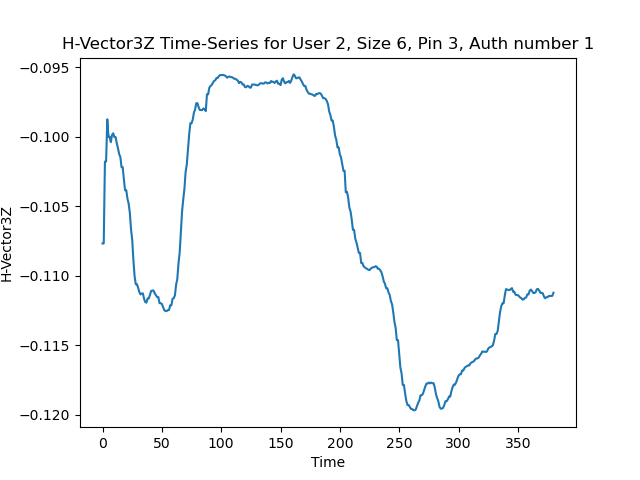 H-Vector3Z Time-Series for User 2, Size 6, Pin 3, Auth number 1
−0.095
−0.100
−0.105
−0.110
−0.115
−0.120
H-Vector3Z
0 50 100 150 200 250 300 350
Time